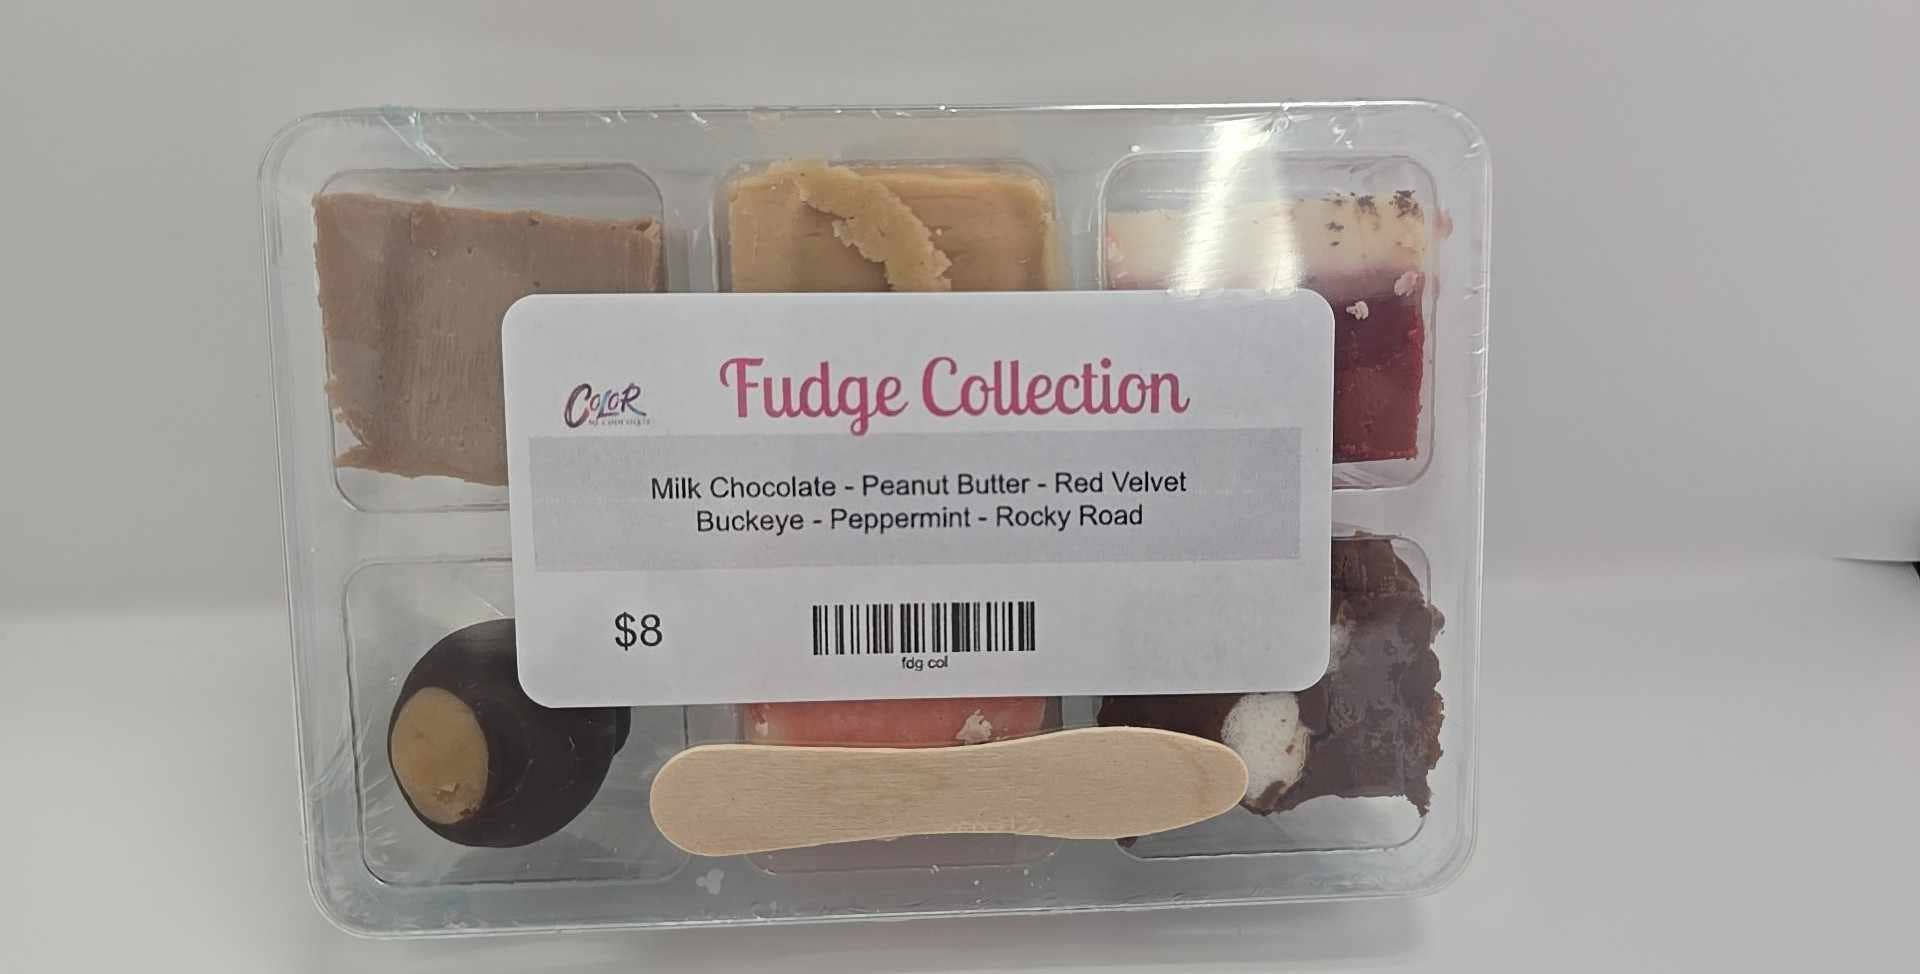 COLOR
Fudge Collection
Milk Chocolate - Peanut Butter - Red Velvet
Buckeye - Peppermint - Rocky Road
$8
fdg col